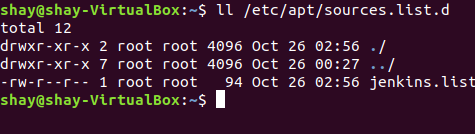 shay@shay-VirtualBox:~$ ll /etc/apt/sources.list.d
total 12
drwxr-xr-x 2 root root 4096 Oct 26 02:56 ./
drwxr-xr-x 7 root root 4096 Oct 26 00:27 ../
-rw-r--r-- 1 root root   94 Oct 26 02:56 jenkins.list
shay@shay-VirtualBox:~$